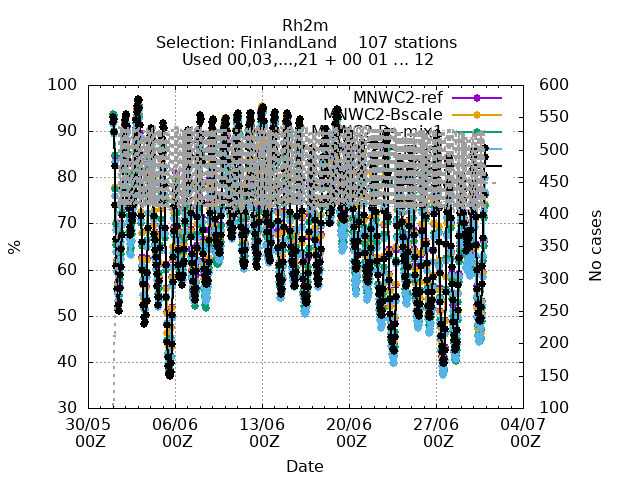 Rh2m
Selection: FinlandLand    107 stations
Used 00,03,...,21 + 00 01 ... 12
100 600
MNWC2-ref
550
MNWC2-Bscale
90 500
80 450
400
70 350
% No cases
60 300
50 250
200
40 150
30 100
30/05 06/06 13/06 20/06 27/06 04/07
00Z 00Z 00Z 00Z 00Z 00Z
Date